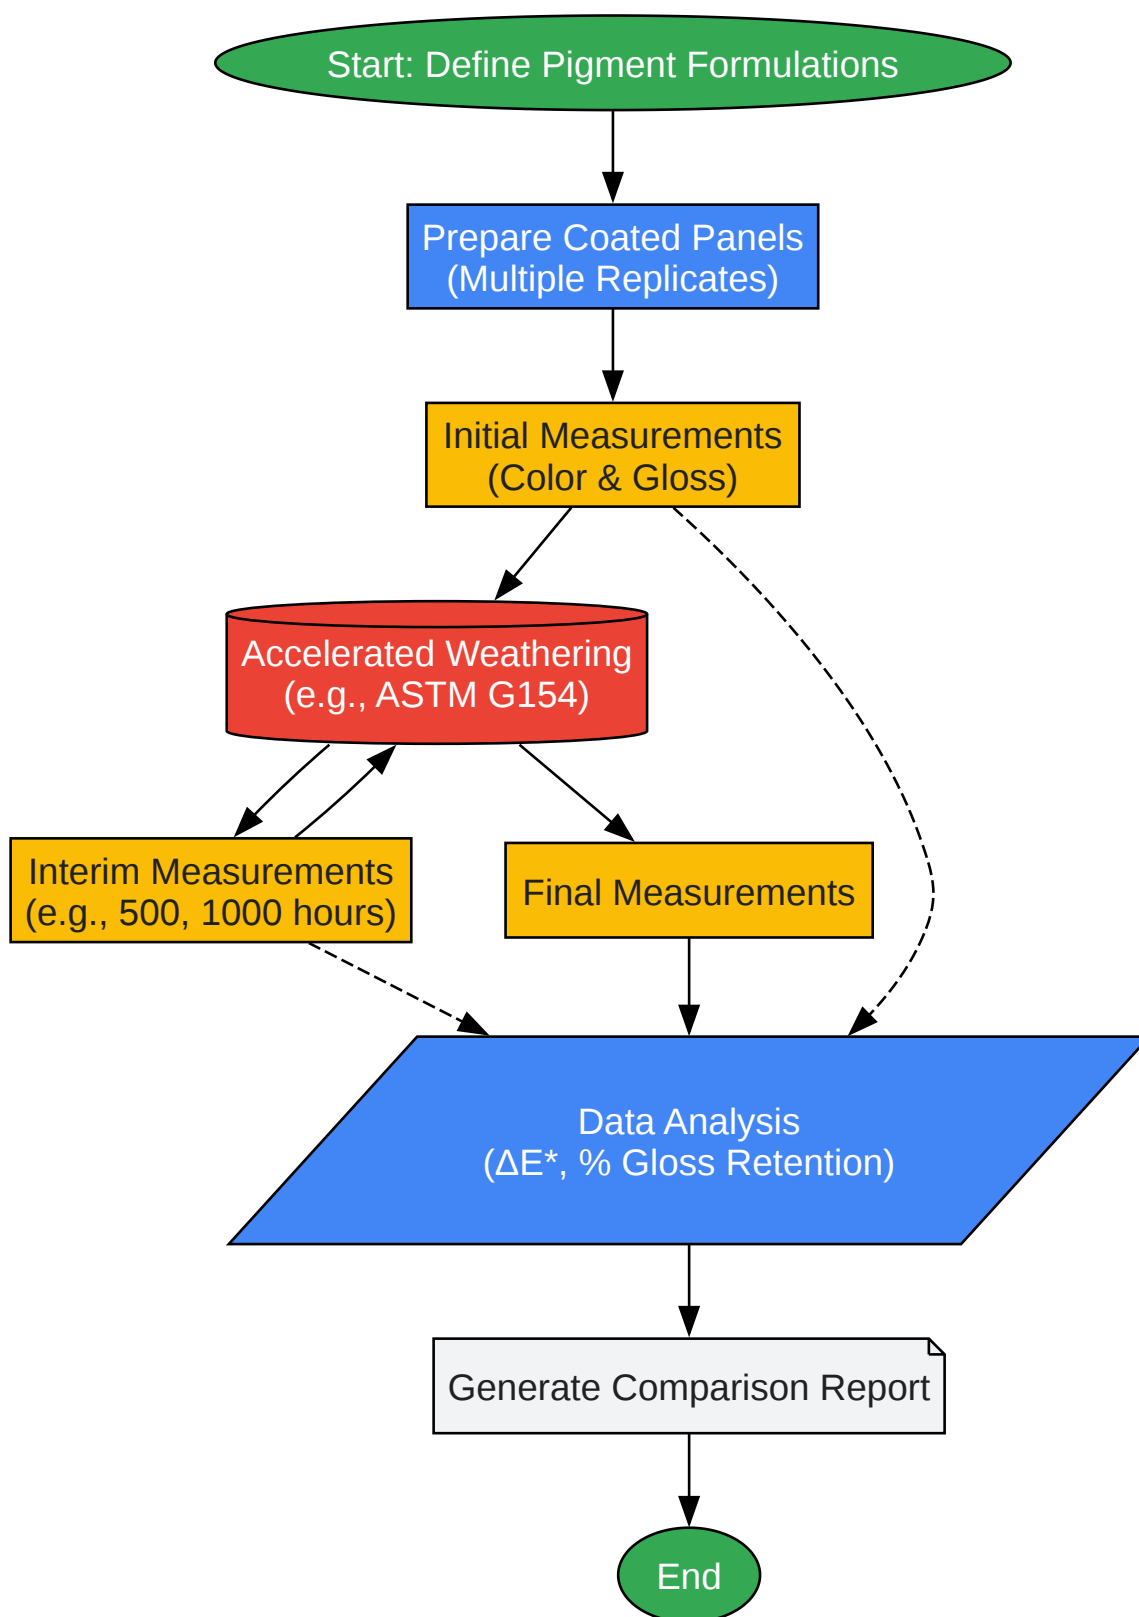 Start: Define Pigment Formulations
Prepare Coated Panels
(Multiple Replicates)
Initial Measurements
(Color & Gloss)
Accelerated Weathering
(e.g., ASTM G154)
Interim Measurements
(e.g., 500, 1000 hours)
Final Measurements
Data Analysis
(ΔE*, % Gloss Retention)
Generate Comparison Report
End